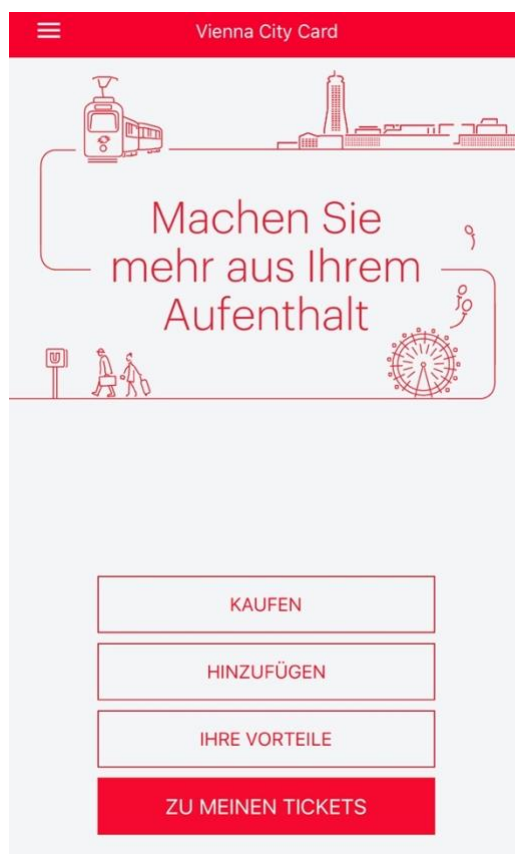 Vienna City Card
Machen Sie
mehr aus Ihrem
Aufenthalt
U
KAUFEN
HINZUFÜGEN
IHRE VORTEILE
ZU MEINEN TICKETS